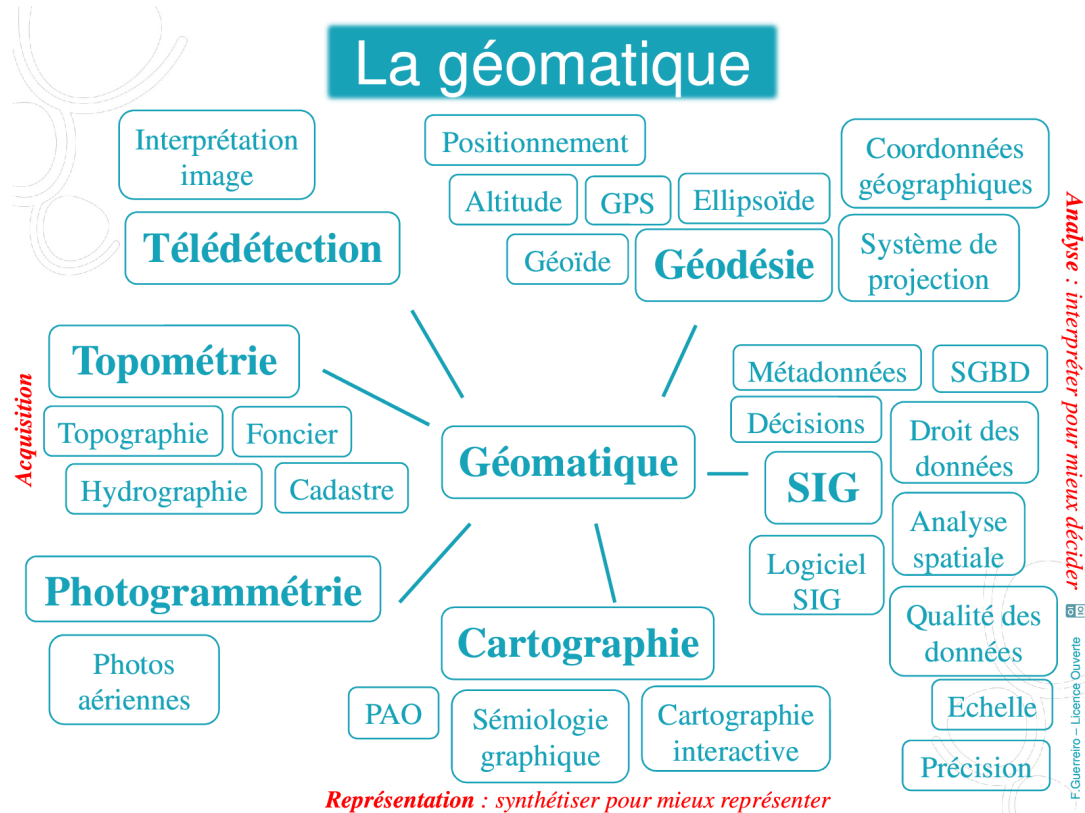 La géomatique
Interprétation
image
Télédétection
Positionnement
Altitude
GPS
Ellipsoïde
Géoïde
Géodésie
Coordonnées
géographiques
Système de
projection
Acquisition
Topométrie
Topographie
Foncier
Hydrographie
Cadastre
Géomatique
Métadonnées
SGBD
Décisions
Droit des
données
SIG
Analyse
spatiale
Logiciel
SIG
Qualité des
données
Echelle
Précision
Photogrammétrie
Photos
aériennes
Cartographie
PAO
Sémiologie
graphique
Cartographie
interactive
Représentation : synthétiser pour mieux représenter
Analyse : interpréter pour mieux décider
F.Guerreiro – Licence Ouverte